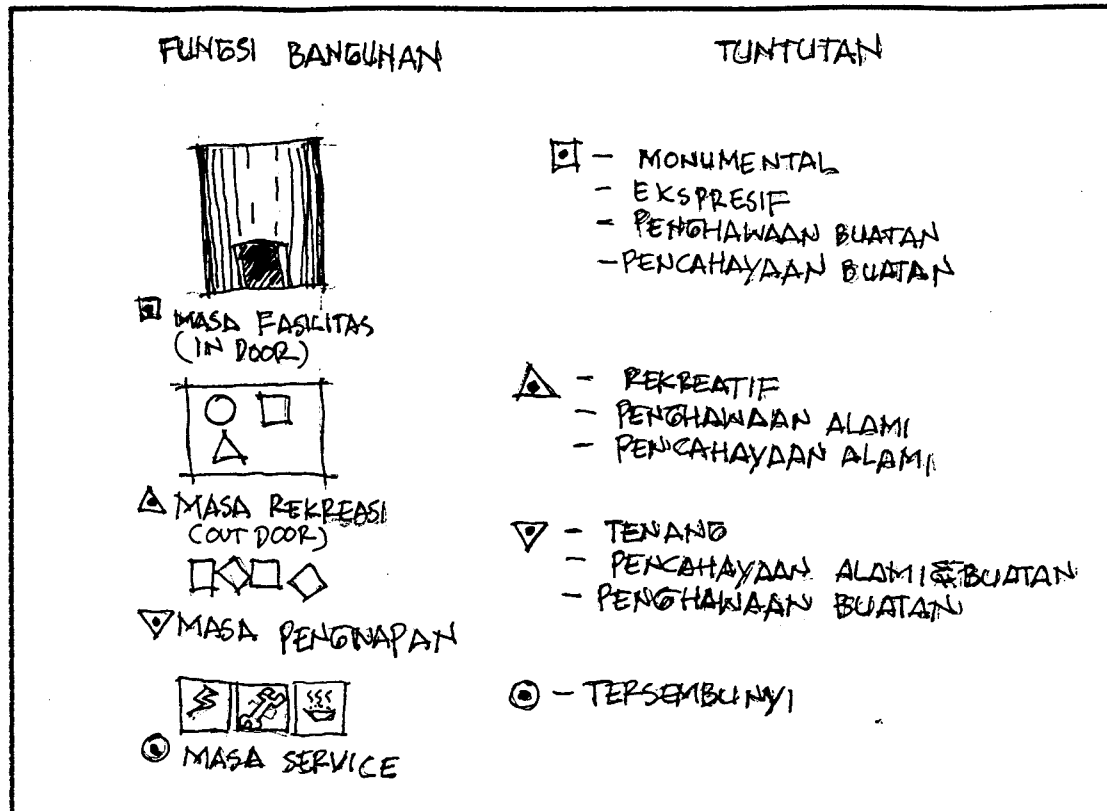 FUNGSI BANGUNAN
TUNTUTAN
MASA FASILITAS
(IN DOOR)
- MONUMENTAL
- EKSPRESIF
- PENGHAWAAN BUATAN
- PENCAHAYAAN BUATAN
MASA REKREASI
(OUT DOOR)
- REKREATIF
- PENGHAWAAN ALAMI
- PENCAHAYAAN ALAMI
MASA PENGINAPAN
- TENANG
- PENCAHAYAAN ALAMI & BUATAN
- PENGHAWAAN BUATAN
MASA SERVICE
- TERSEMBUNYI